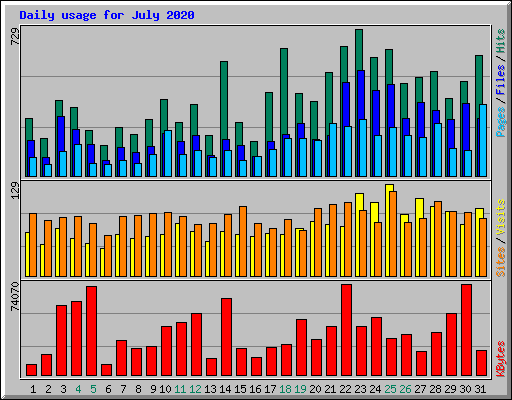 Daily usage for July 2020
729
Pages / Files / Hits
129
Sites / Visits
74070
KBytes
1 2 3 4 5 6 7 8 9 10 11 12 13 14 15 16 17 18 19 20 21 22 23 24 25 26 27 28 29 30 31